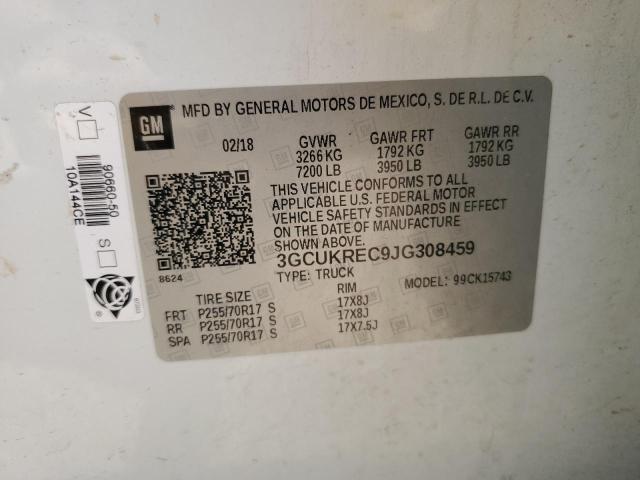 GM
MFD BY GENERAL MOTORS DE MEXICO, S. DE R.L. DE C.V.
02/18 GVWR GAWR FRT GAWR RR
3266 KG 1792 KG 1792 KG
7200 LB 3950 LB 3950 LB
THIS VEHICLE CONFORMS TO ALL
APPLICABLE U.S. FEDERAL MOTOR
VEHICLE SAFETY STANDARDS IN EFFECT
ON THE DATE OF MANUFACTURE
SHOWN ABOVE.
3GCUKREC9JG308459
8624 TYPE: TRUCK MODEL: 99CK15743
TIRE SIZE RIM
FRT P255/70R17 S 17X8J
RR P255/70R17 S 17X8J
SPA P255/70R17 S 17X7.5J
V S
90960-50
10A144CE